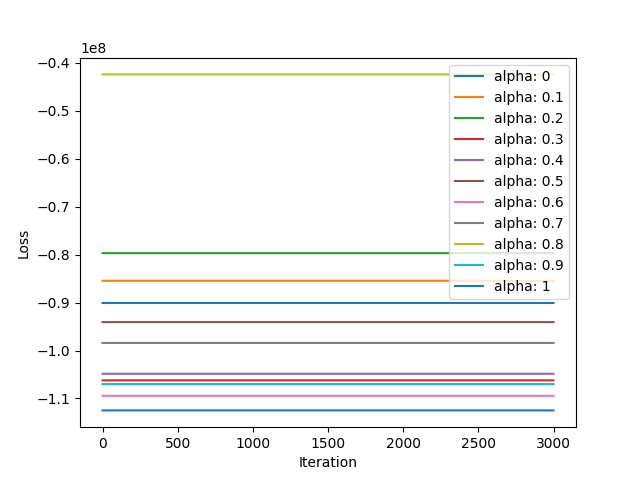 1e8
−0.4
−0.5
−0.6
−0.7
−0.8
−0.9
−1.0
−1.1
Loss
0
500
1000
1500
2000
2500
3000
Iteration
alpha: 0
alpha: 0.1
alpha: 0.2
alpha: 0.3
alpha: 0.4
alpha: 0.5
alpha: 0.6
alpha: 0.7
alpha: 0.8
alpha: 0.9
alpha: 1